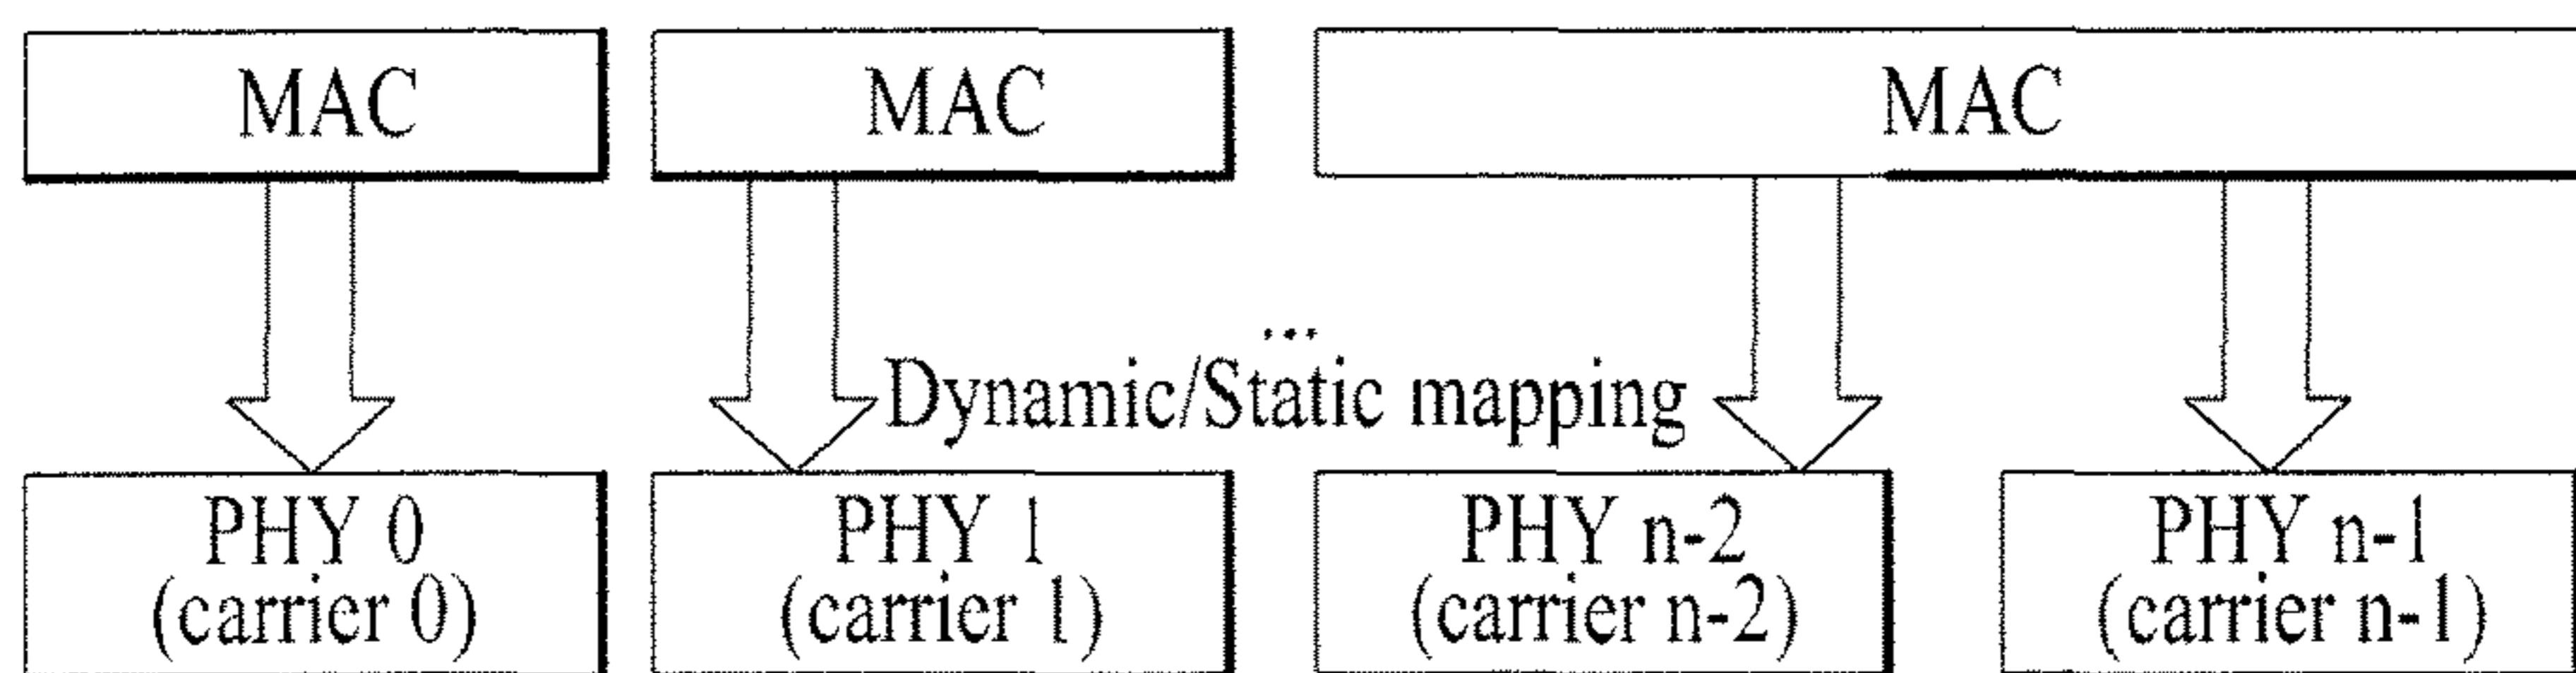 MAC
MAC
MAC
...
Dynamic/Static mapping
PHY 0
(carrier 0)
PHY 1
(carrier 1)
PHY n-2
(carrier n-2)
PHY n-1
(carrier n-1)